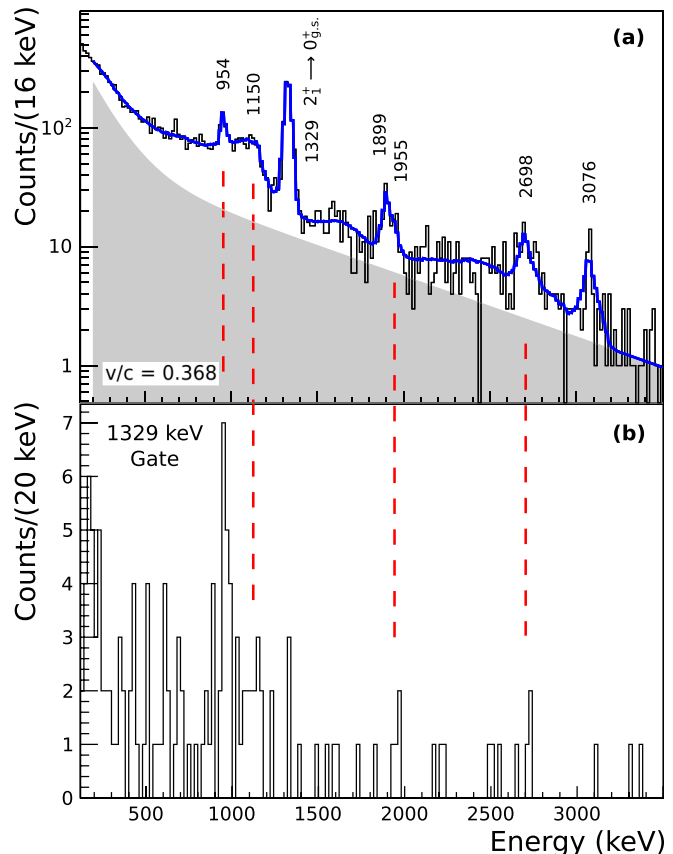 (a)
Counts/(16 keV)
10²
10
1
954
1150
1329 2⁺₁ → 0⁺g.s.
1899
1955
2698
3076
v/c = 0.368
(b)
1329 keV
Gate
Counts/(20 keV)
7
6
5
4
3
2
1
0
500 1000 1500 2000 2500 3000
Energy (keV)